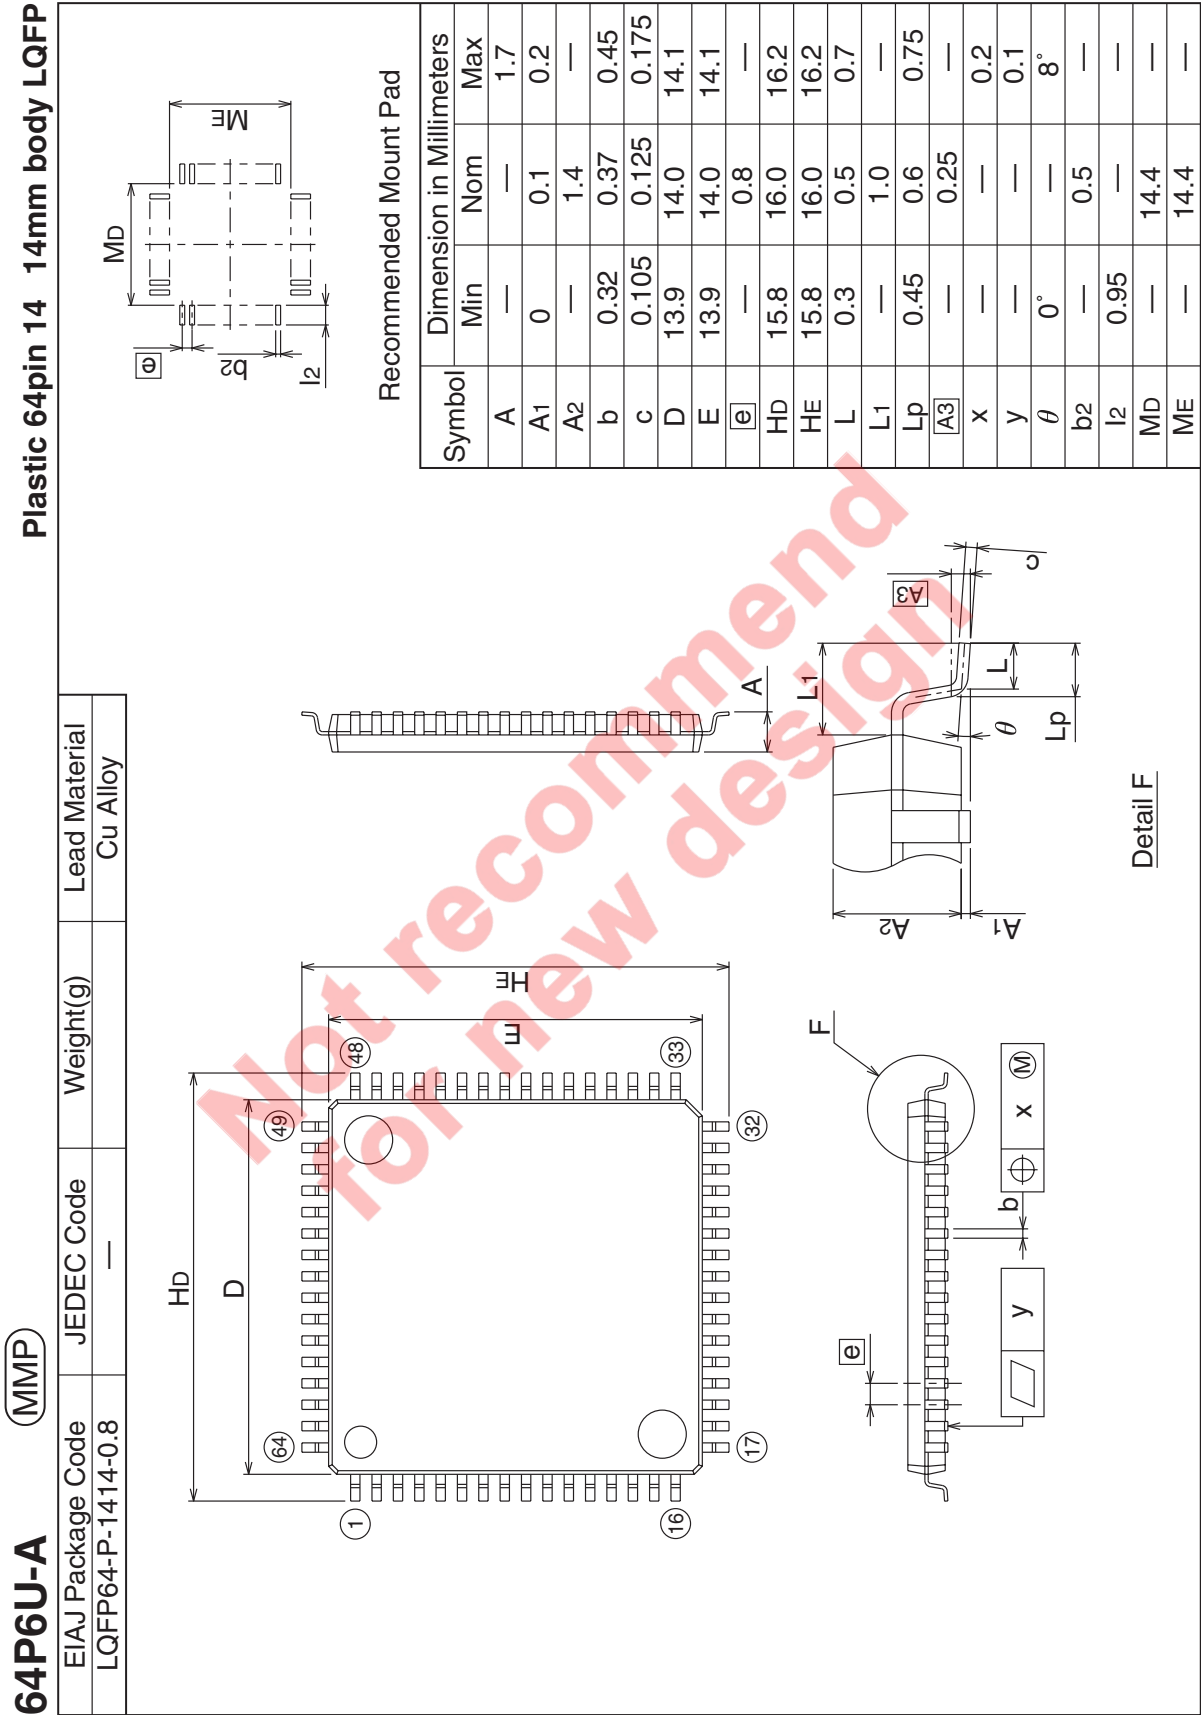 64P6U-A
MMP
Plastic 64pin 14 14mm body LQFP
EIAJ Package Code JEDEC Code Weight(g) Lead Material
LQFP64-P-1414-0.8 — Cu Alloy
HD
D
64 49
1 48
16 33
17 32
E
HE
A
e
b
y
x M
F
A2
A1
L1
L
Lp
θ
A3
c
Detail F
MD
ME
e
b2
I2
Recommended Mount Pad
Symbol Dimension in Millimeters
Min Nom Max
A — — 1.7
A1 0 0.1 0.2
A2 — 1.4 —
b 0.32 0.37 0.45
c 0.105 0.125 0.175
D 13.9 14.0 14.1
E 13.9 14.0 14.1
e — 0.8 —
HD 15.8 16.0 16.2
HE 15.8 16.0 16.2
L 0.3 0.5 0.7
L1 — 1.0 —
Lp 0.45 0.6 0.75
A3 — 0.25 —
x — — 0.2
y — — 0.1
θ 0° — 8°
b2 — 0.5 —
I2 0.95 — —
MD — 14.4 —
ME — 14.4 —
Not recommend
for new design